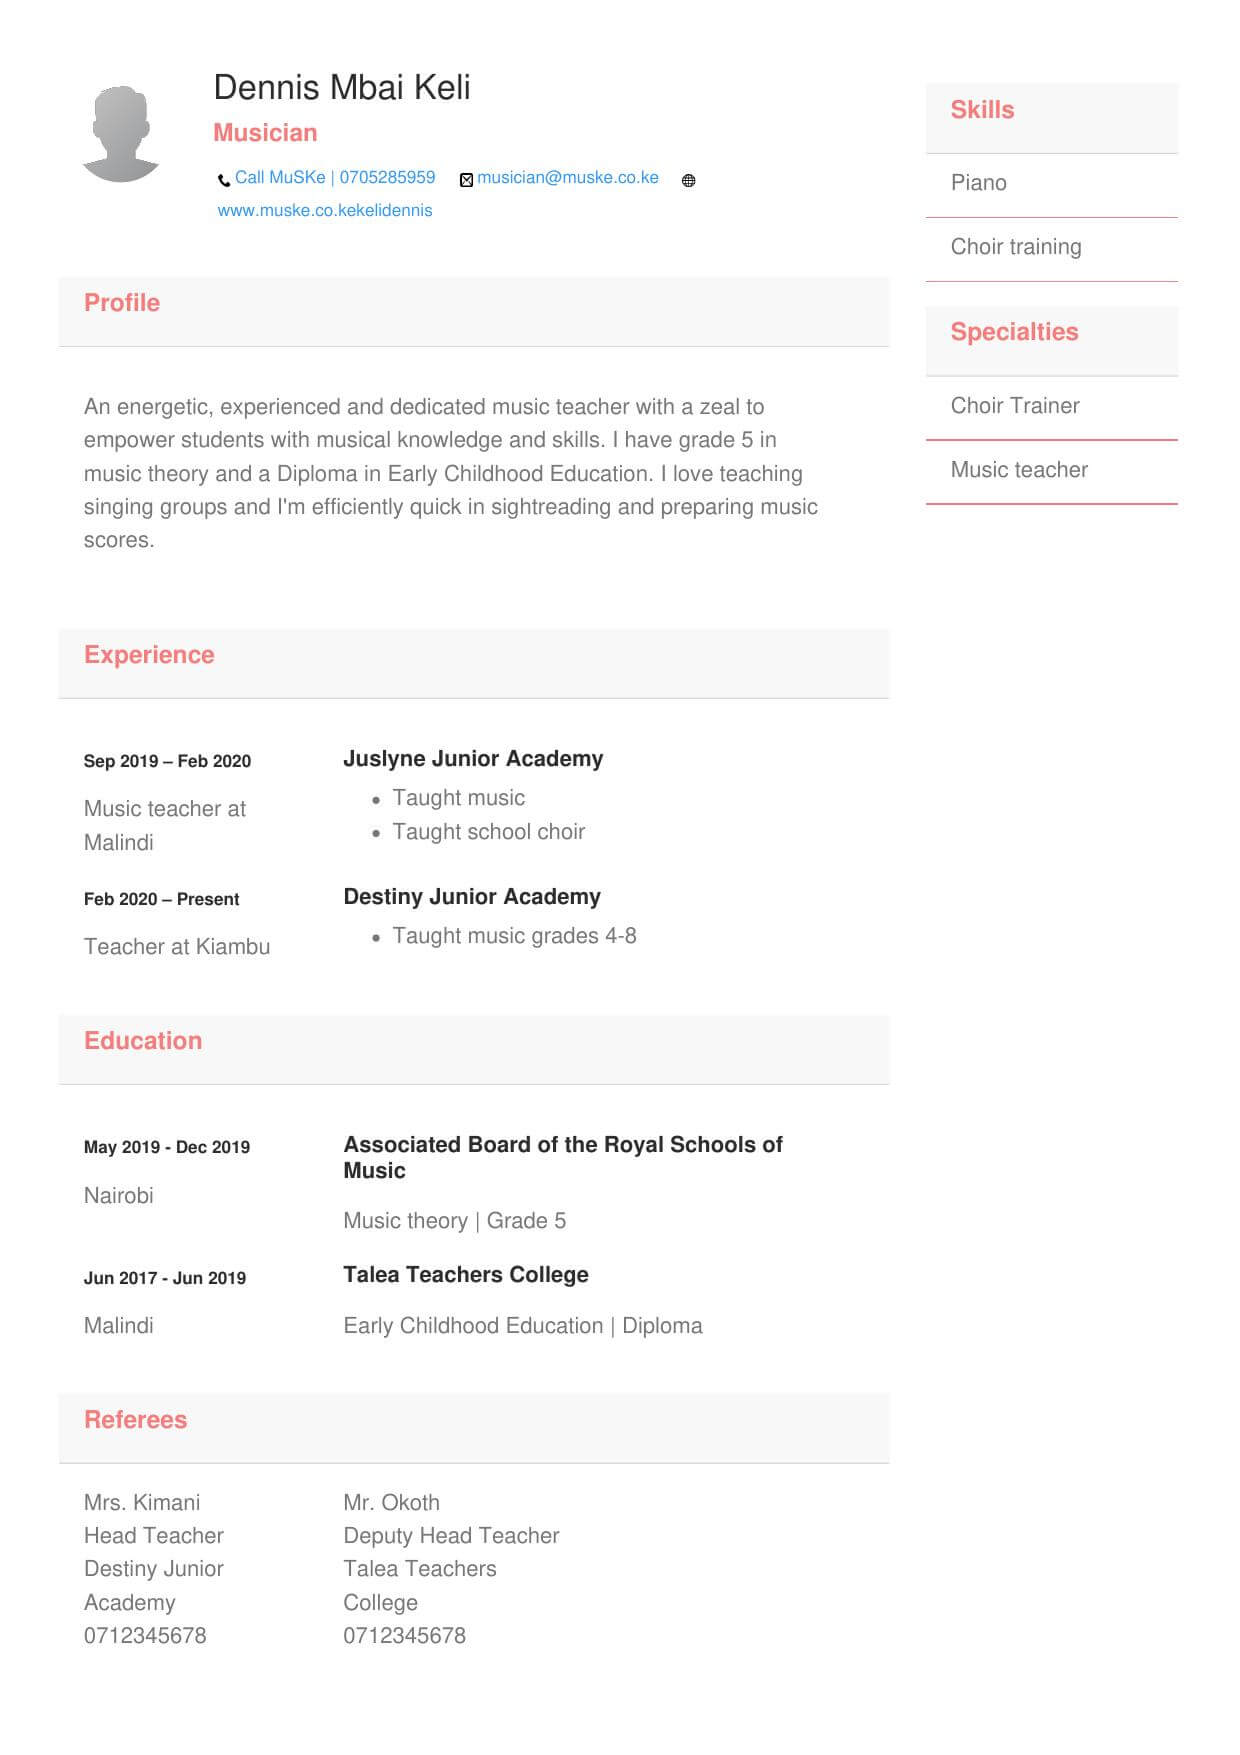 Dennis Mbai Keli
Musician
Call MuSKe | 0705285959 musician@muske.co.ke
www.muske.co.kekelidennis
Profile
An energetic, experienced and dedicated music teacher with a zeal to
empower students with musical knowledge and skills. I have grade 5 in
music theory and a Diploma in Early Childhood Education. I love teaching
singing groups and I'm efficiently quick in sightreading and preparing music
scores.
Experience
Sep 2019 – Feb 2020
Music teacher at
Malindi
Juslyne Junior Academy
• Taught music
• Taught school choir
Feb 2020 – Present
Teacher at Kiambu
Destiny Junior Academy
• Taught music grades 4-8
Education
May 2019 - Dec 2019
Nairobi
Associated Board of the Royal Schools of
Music
Music theory | Grade 5
Jun 2017 - Jun 2019
Malindi
Talea Teachers College
Early Childhood Education | Diploma
Referees
Mrs. Kimani
Head Teacher
Destiny Junior
Academy
0712345678
Mr. Okoth
Deputy Head Teacher
Talea Teachers
College
0712345678
Skills
Piano
Choir training
Specialties
Choir Trainer
Music teacher